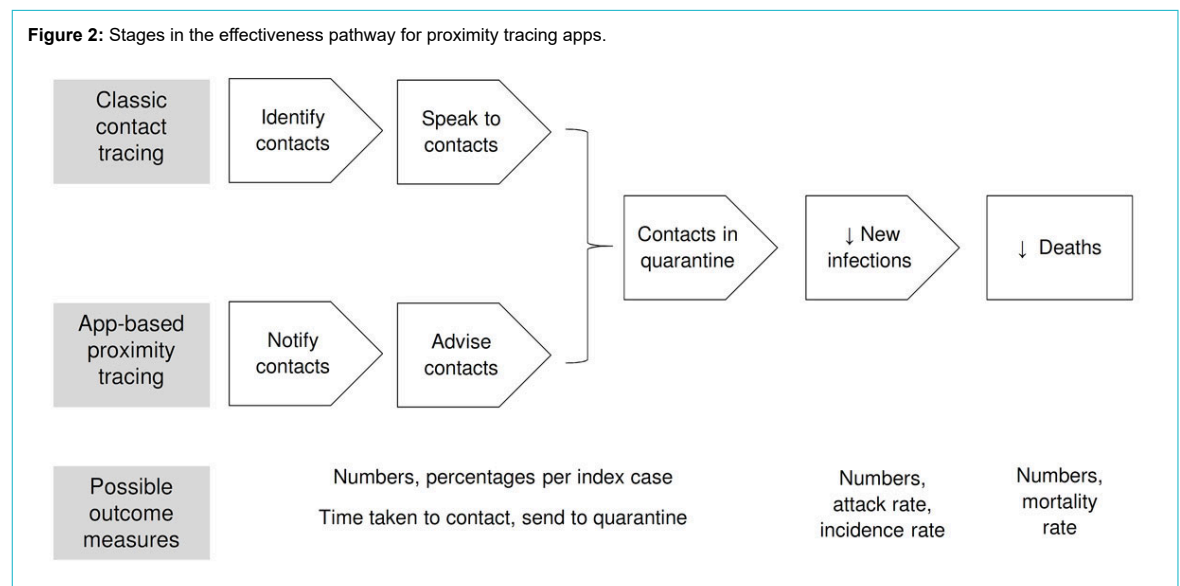 Figure 2: Stages in the effectiveness pathway for proximity tracing apps.
Classic
contact
tracing
Identify
contacts
Speak to
contacts
Contacts in
quarantine
↓ New
infections
↓ Deaths
App-based
proximity
tracing
Notify
contacts
Advise
contacts
Possible
outcome
measures
Numbers, percentages per index case
Time taken to contact, send to quarantine
Numbers,
attack rate,
incidence rate
Numbers,
mortality
rate